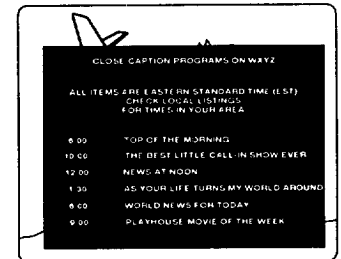 CLOSE CAPTION PROGRAMS ON WXYZ
ALL ITEMS ARE EASTERN STANDARD TIME (EST)
CHECK LOCAL LISTINGS
FOR TIMES IN YOUR AREA
6:00 TOP OF THE MORNING
10:00 THE BEST LITTLE CALL-IN SHOW EVER
12:00 NEWS AT NOON
1:30 AS YOUR LIFE TURNS MY WORLD AROUND
6:00 WORLD NEWS FOR TODAY
9:00 PLAYHOUSE MOVIE OF THE WEEK